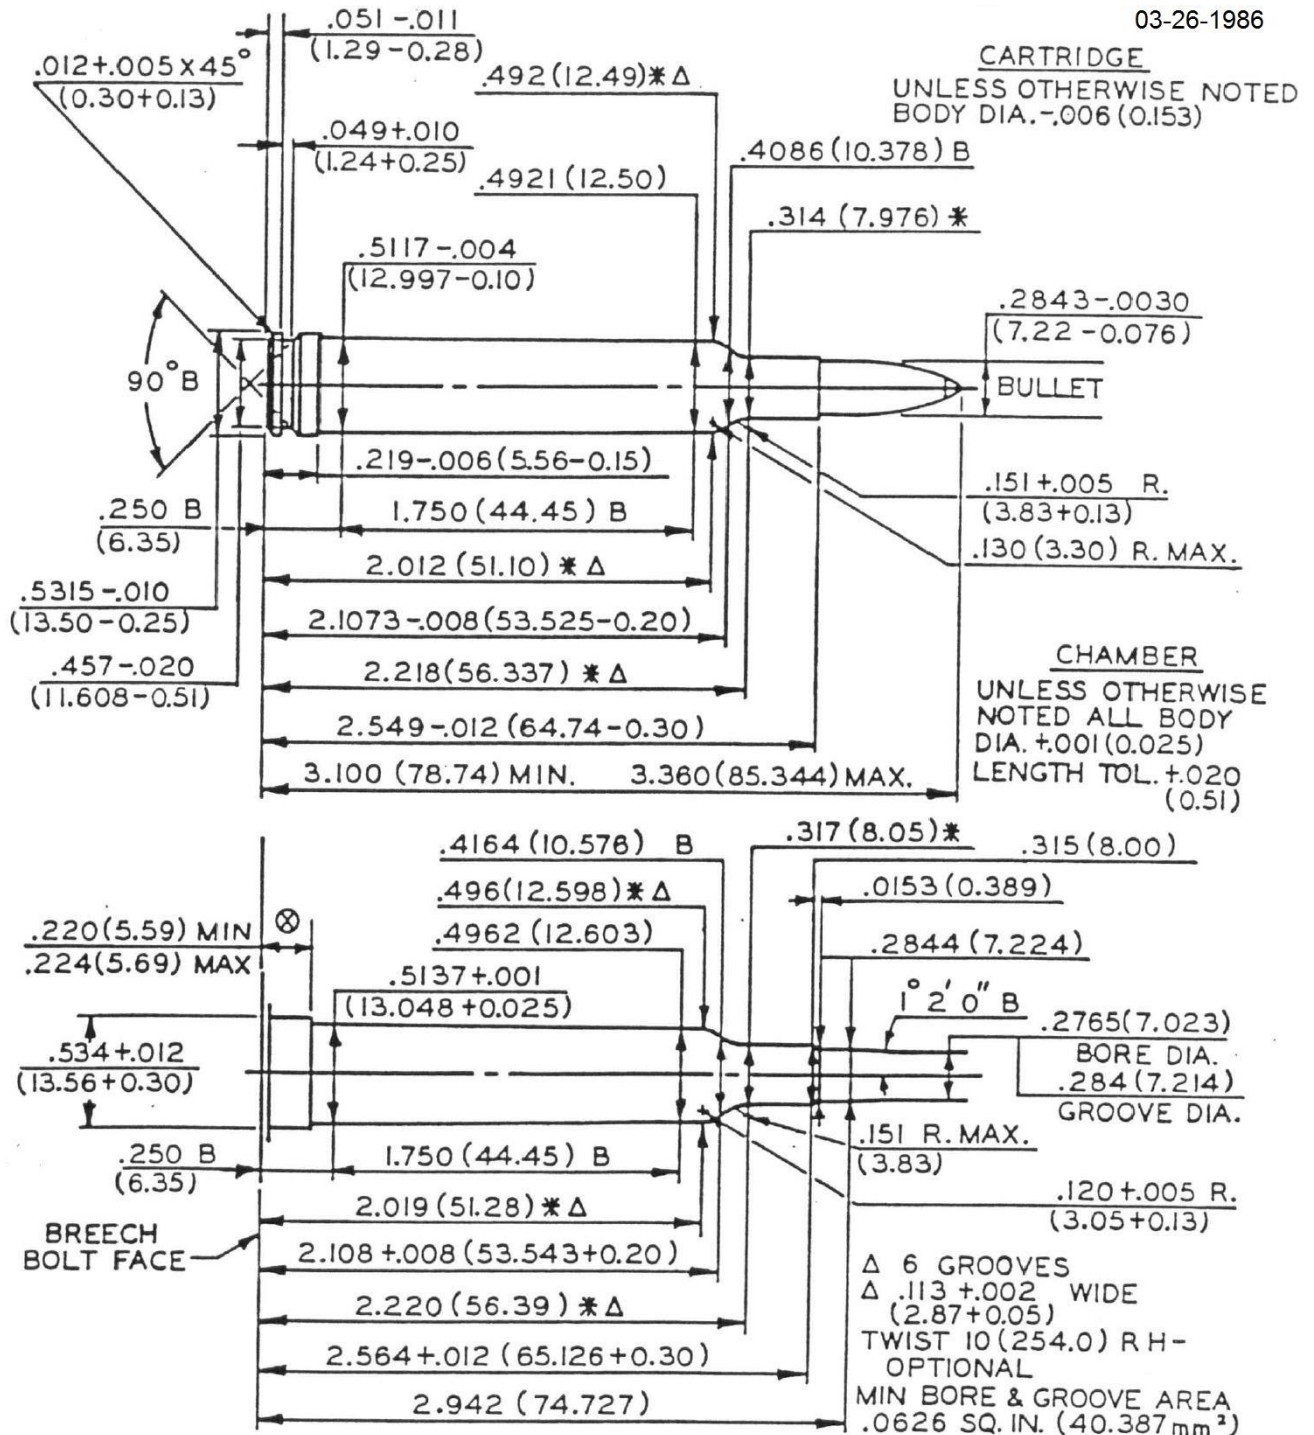 03-26-1986
.051 -.011
(1.29 -0.28)
CARTRIDGE
UNLESS OTHERWISE NOTED
BODY DIA. -.006 (0.153)
.012 +.005 X 45°
(0.30 +0.13)
.492 (12.49) ✱ Δ
.049 +.010
(1.24 +0.25)
.4086 (10.378) B
.4921 (12.50)
.314 (7.976) ✱
.5117 -.004
(12.997 -0.10)
.2843 -.0030
(7.22 -0.076)
90° B
BULLET
.219 -.006 (5.56 -0.15)
.151 +.005 R.
(3.83 +0.13)
.250 B
(6.35)
1.750 (44.45) B
.130 (3.30) R. MAX.
2.012 (51.10) ✱ Δ
.5315 -.010
(13.50 -0.25)
2.1073 -.008 (53.525 -0.20)
.457 -.020
(11.608 -0.51)
2.218 (56.337) ✱ Δ
2.549 -.012 (64.74 -0.30)
3.100 (78.74) MIN. 3.360 (85.344) MAX.
CHAMBER
UNLESS OTHERWISE
NOTED ALL BODY
DIA. +.001 (0.025)
LENGTH TOL. +.020
(0.51)
.4164 (10.576) B
.317 (8.05) ✱
.315 (8.00)
.496 (12.598) ✱ Δ
.0153 (0.389)
.220 (5.59) MIN
.224 (5.69) MAX
⊗
.4962 (12.603)
.2844 (7.224)
.5137 +.001
(13.048 +0.025)
1° 2' 0" B
.2765 (7.023)
BORE DIA.
.284 (7.214)
GROOVE DIA.
.534 +.012
(13.56 +0.30)
.250 B
(6.35)
1.750 (44.45) B
.151 R. MAX.
(3.83)
2.019 (51.28) ✱ Δ
.120 +.005 R.
(3.05 +0.13)
BREECH
BOLT FACE
2.108 +.008 (53.543 +0.20)
2.220 (56.39) ✱ Δ
2.564 +.012 (65.126 +0.30)
2.942 (74.727)
Δ 6 GROOVES
Δ .113 +.002 WIDE
(2.87 +0.05)
TWIST 10 (254.0) R H -
OPTIONAL
MIN BORE & GROOVE AREA
.0626 SQ. IN. (40.387 mm²)